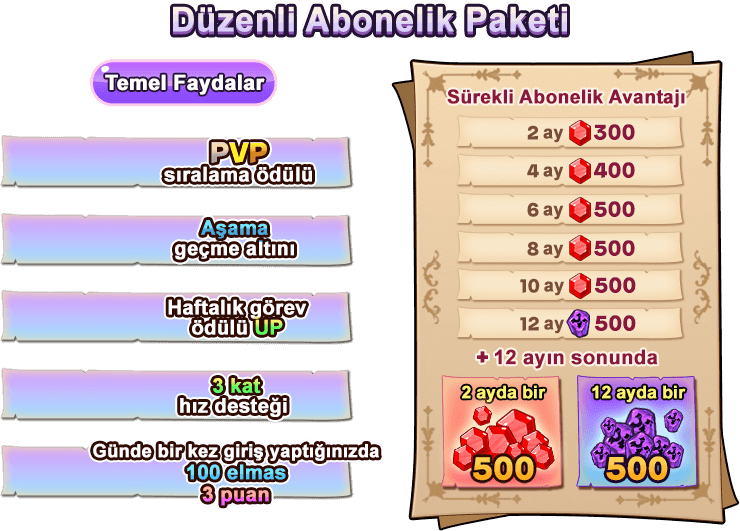 Düzenli Abonelik Paketi
Temel Faydalar
PVP
sıralama ödülü
Aşama
geçme altını
Haftalık görev
ödülü UP
3 kat
hız desteği
Günde bir kez giriş yaptığınızda
100 elmas
3 puan
Sürekli Abonelik Avantajı
2 ay 300
4 ay 400
6 ay 500
8 ay 500
10 ay 500
12 ay 500
+ 12 ayın sonunda
2 ayda bir
500
12 ayda bir
500